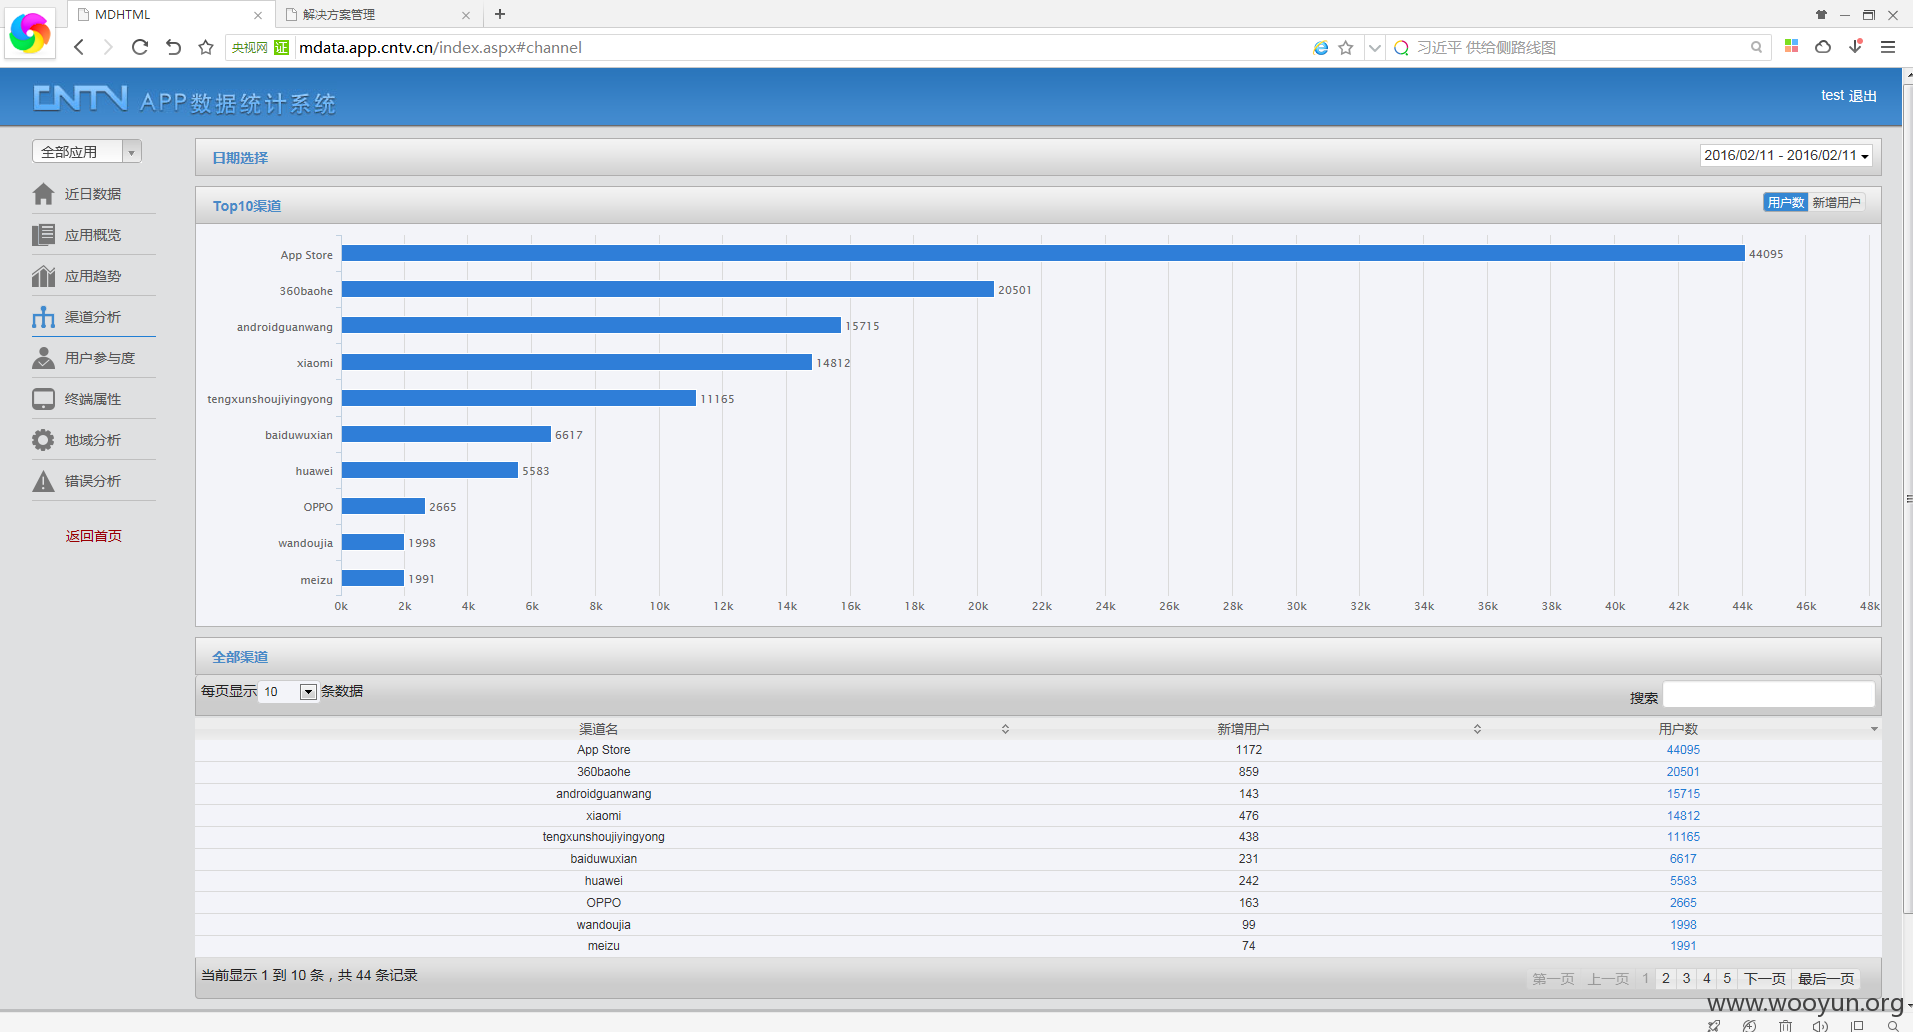 MDHTML
解决方案管理
央视网 证 mdata.app.cntv.cn/index.aspx#channel
习近平 供给侧路线图
CNTV APP数据统计系统
test 退出
全部应用
近日数据
应用概览
应用趋势
渠道分析
用户参与度
终端属性
地域分析
错误分析
返回首页
日期选择
2016/02/11 - 2016/02/11
Top10渠道
用户数 新增用户
App Store 44095
360baohe 20501
androidguanwang 15715
xiaomi 14812
tengxunshoujiyingyong 11165
baiduwuxian 6617
huawei 5583
OPPO 2665
wandoujia 1998
meizu 1991
0k 2k 4k 6k 8k 10k 12k 14k 16k 18k 20k 22k 24k 26k 28k 30k 32k 34k 36k 38k 40k 42k 44k 46k 48k
全部渠道
每页显示 10 条数据
搜索
渠道名 新增用户 用户数
App Store 1172 44095
360baohe 859 20501
androidguanwang 143 15715
xiaomi 476 14812
tengxunshoujiyingyong 438 11165
baiduwuxian 231 6617
huawei 242 5583
OPPO 163 2665
wandoujia 99 1998
meizu 74 1991
当前显示 1 到 10 条，共 44 条记录
第一页 上一页 1 2 3 4 5 下一页 最后一页
www.wooyun.org